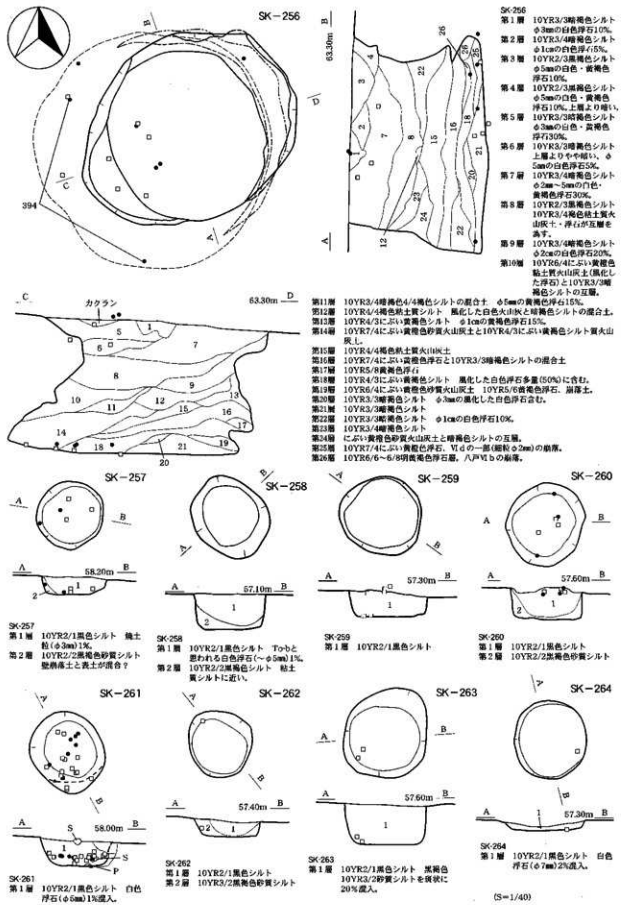 SK-256
B
63.30m
A
B
D
C
A
394
SK-256
第1層 10YR3/3暗褐色シルト
φ3mmの白色浮石10%。
第2層 10YR3/4暗褐色シルト
φ1cmの白色浮石5%。
第3層 10YR2/3黒褐色シルト
φ5mmの白色・黄褐色
浮石10%。
第4層 10YR2/3黒褐色シルト
φ5mmの白色・黄褐色
浮石10%。上層より暗い。
第5層 10YR3/3暗褐色シルト
φ3mmの白色・黄褐色
浮石30%。
第6層 10YR3/3暗褐色シルト
上層よりやや暗い、φ
5mmの白色浮石5%。
第7層 10YR3/4暗褐色シルト
φ2mm~5mmの白色・
黄褐色浮石30%。
第8層 10YR2/3黒褐色シルト
10YR3/4褐色粘土質火
山灰土・浮石が互層を
為す。
第9層 10YR3/4暗褐色シルト
φ2cmの白色浮石20%。
第10層 10YR6/4にぶい黄橙色
粘土質火山灰土(風化し
た浮石)と10YR3/3暗
褐色シルトの互層。
C
カクラン
63.30m D
第11層 10YR3/4暗褐色4/4褐色シルトの混合土 φ5mmの黄褐色浮石15%。
第12層 10YR4/4褐色粘土質シルト 風化した白色火山灰と暗褐色シルトの混合土。
第13層 10YR4/3にぶい黄褐色シルト φ1cmの黄褐色浮石15%。
第14層 10YR7/4にぶい黄橙色砂質火山灰土と10YR4/3にぶい黄褐色シルト質火山
灰土。
第15層 10YR4/4褐色粘土質火山灰土
第16層 10YR7/4にぶい黄橙色浮石と10YR3/3暗褐色シルトの混合土
第17層 10YR5/8黄褐色浮石
第18層 10YR4/3にぶい黄褐色シルト 風化した白色浮石多量(50%)に含む。
第19層 10YR6/4にぶい黄橙色砂質火山灰土 10YR5/6黄褐色浮石、崩落土。
第20層 10YR3/3暗褐色シルト φ3mmの風化した白色浮石含む。
第21層 10YR3/3暗褐色シルト
第22層 10YR3/3暗褐色シルト φ1cmの白色浮石10%。
第23層 10YR3/4暗褐色シルト
第24層 にぶい黄橙色砂質火山灰土と暗褐色シルトの互層。
第25層 10YR7/4にぶい黄橙色浮石、Ⅵdの一部(細粒φ2mm)の崩落。
第26層 10YR6/6~6/8明黄褐色浮石層。八戸Ⅵbの崩落。
SK-257
SK-258
SK-259
SK-260
A 58.20m B
A 57.10m B
A 57.30m B
A 57.60m B
SK-257
第1層 10YR2/1黒色シルト 焼土
粒(φ3mm)1%。
第2層 10YR2/2黒褐色砂質シルト
壁崩落土と表土が混合?
SK-258
第1層 10YR2/1黒色シルト To-bと
思われる白色浮石(~φ5mm)1%。
第2層 10YR2/2黒褐色シルト 粘土
質シルトに近い。
SK-259
第1層 10YR2/1黒色シルト
SK-260
第1層 10YR2/1黒色シルト
第2層 10YR2/2黒褐色砂質シルト
SK-261
SK-262
SK-263
SK-264
A 58.00m B
A 57.40m B
A 57.60m B
A 57.30m B
SK-261
第1層 10YR2/1黒色シルト 白色
浮石(φ5mm)1%混入。
SK-262
第1層 10YR2/1黒色シルト
第2層 10YR3/2黒褐色砂質シルト
SK-263
第1層 10YR2/1黒色シルト 黒褐色
10YR3/2砂質シルトを斑状に
20%混入。
SK-264
第1層 10YR2/1黒色シルト 白色
浮石(φ7mm)2%混入。
(S=1/40)